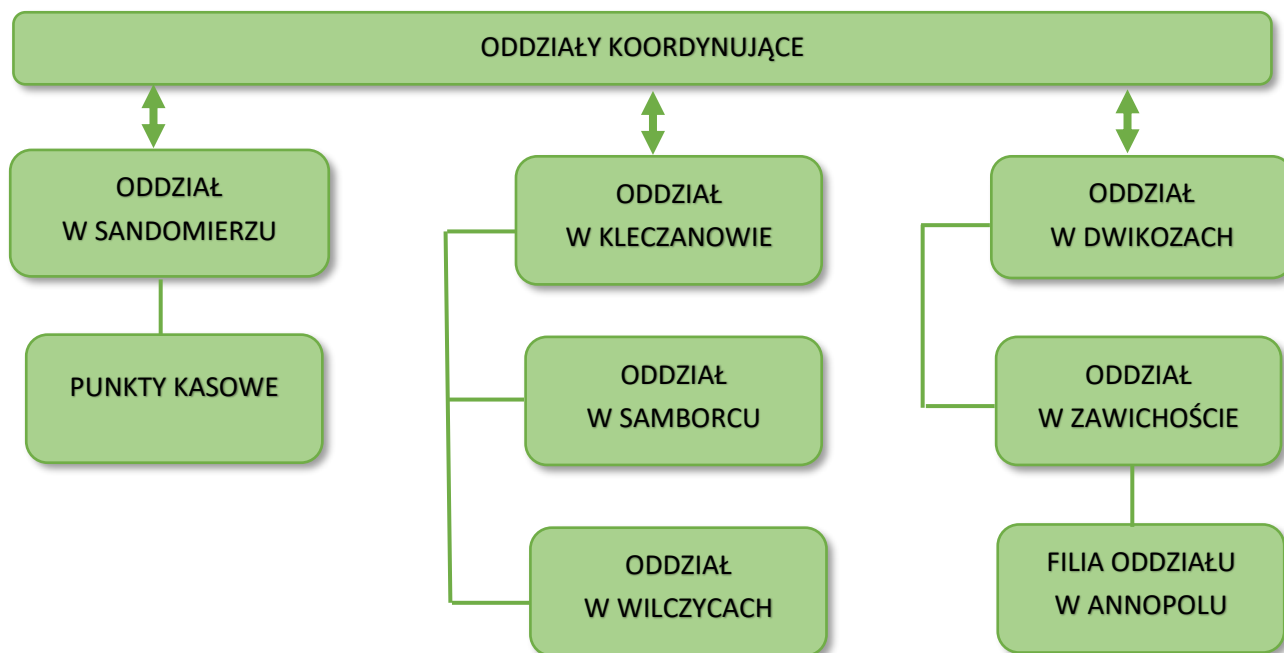 ODDZIAŁY KOORDYNUJĄCE
ODDZIAŁ
W SANDOMIERZU
ODDZIAŁ
W KLECZANOWIE
ODDZIAŁ
W DWIKOZACH
PUNKTY KASOWE
ODDZIAŁ
W SAMBORCU
ODDZIAŁ
W ZAWICHOŚCIE
ODDZIAŁ
W WILCZYCACH
FILIA ODDZIAŁU
W ANNOPOLU